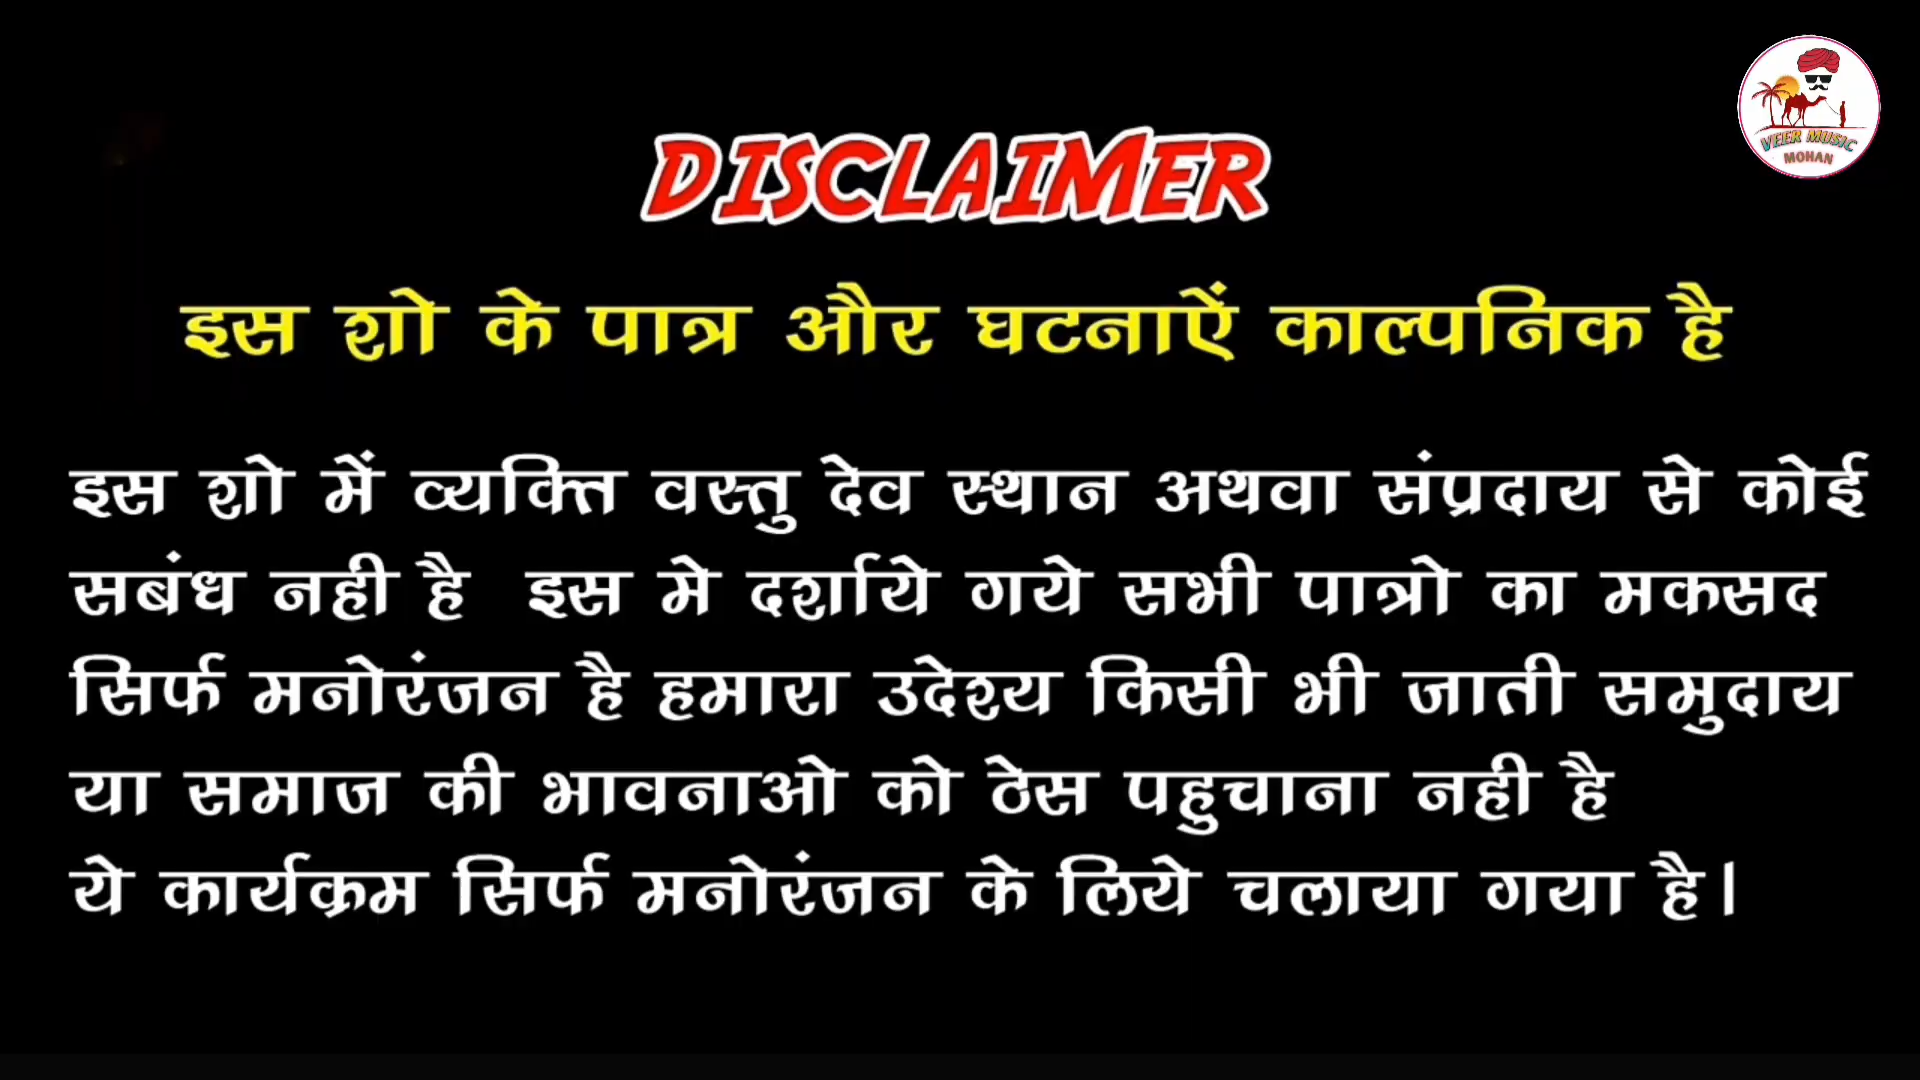 VEER MUSIC
MOHAN
DISCLAIMER
इस शो के पात्र और घटनाऐं काल्पनिक है
इस शो में व्यक्ति वस्तु देव स्थान अथवा संप्रदाय से कोई
सबंध नही है इस मे दर्शाये गये सभी पात्रो का मकसद
सिर्फ मनोरंजन है हमारा उदेश्य किसी भी जाती समुदाय
या समाज की भावनाओ को ठेस पहुचाना नही है
ये कार्यक्रम सिर्फ मनोरंजन के लिये चलाया गया है।